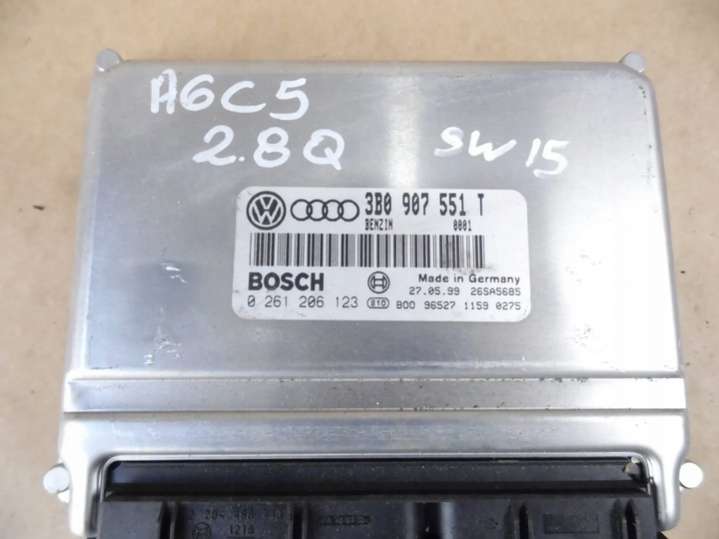 A6C5
2.8Q
SW15
3B0 907 551 T
BENZIN 0001
BOSCH
Made in Germany
27.05.99 26SA5685
0 261 206 123 B00 96527 1159 0275
1218